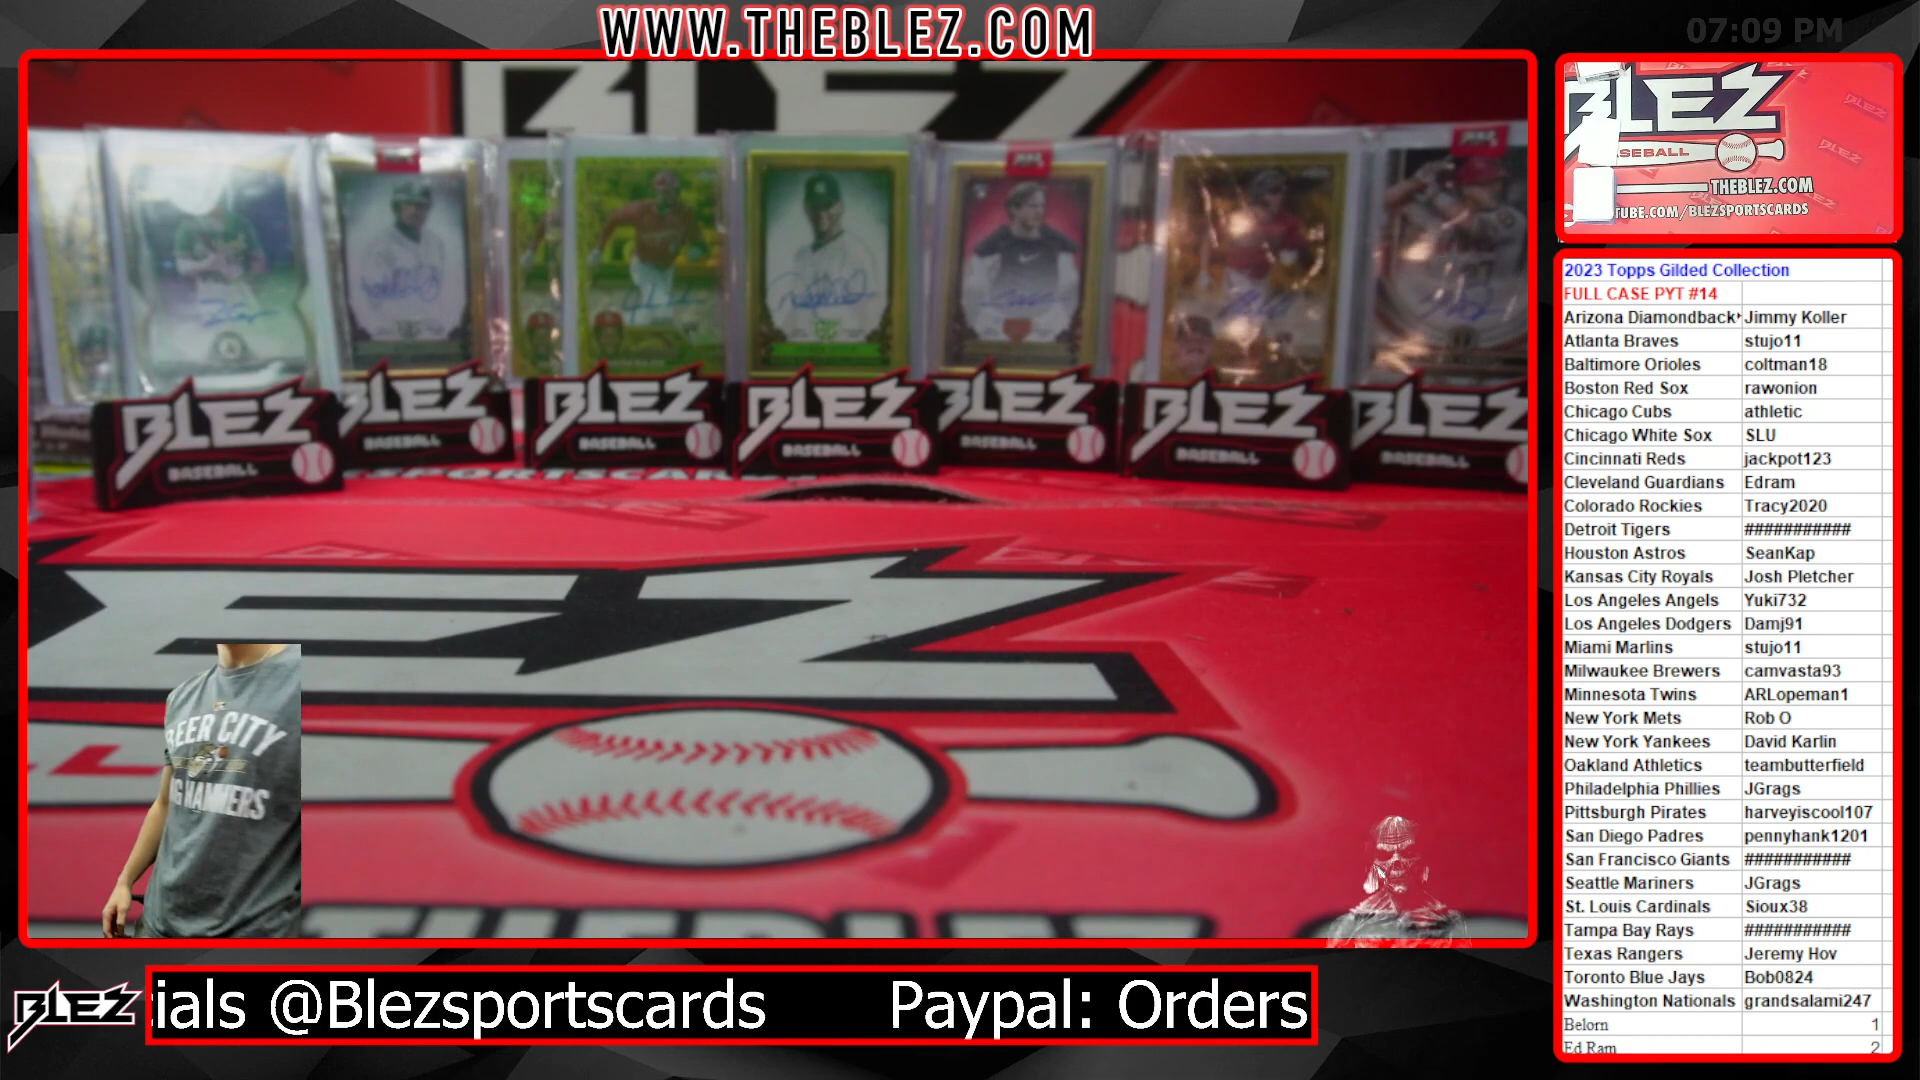 WWW.THEBLEZ.COM
07:09 PM
BLEZ
BASEBALL
BLEZ
BASEBALL
BLEZ
BASEBALL
BLEZ
BASEBALL
BLEZ
BASEBALL
BLEZ
BASEBALL
BLEZ
BASEBALL
EZ
BEER CITY
BLEZ
BASEBALL
THEBLEZ.COM
TUBE.COM/BLEZSPORTSCARDS
2023 Topps Gilded Collection
FULL CASE PYT #14
Arizona Diamondback Jimmy Koller
Atlanta Braves stujo11
Baltimore Orioles coltman18
Boston Red Sox rawonion
Chicago Cubs athletic
Chicago White Sox SLU
Cincinnati Reds jackpot123
Cleveland Guardians Edram
Colorado Rockies Tracy2020
Detroit Tigers ###########
Houston Astros SeanKap
Kansas City Royals Josh Pletcher
Los Angeles Angels Yuki732
Los Angeles Dodgers Damj91
Miami Marlins stujo11
Milwaukee Brewers camvasta93
Minnesota Twins ARLopeman1
New York Mets Rob O
New York Yankees David Karlin
Oakland Athletics teambutterfield
Philadelphia Phillies JGrags
Pittsburgh Pirates harveyiscool107
San Diego Padres pennyhank1201
San Francisco Giants ###########
Seattle Mariners JGrags
St. Louis Cardinals Sioux38
Tampa Bay Rays ###########
Texas Rangers Jeremy Hov
Toronto Blue Jays Bob0824
Washington Nationals grandsalami247
Belorn 1
Ed Ram 2
BLEZ
ials @Blezsportscards Paypal: Orders